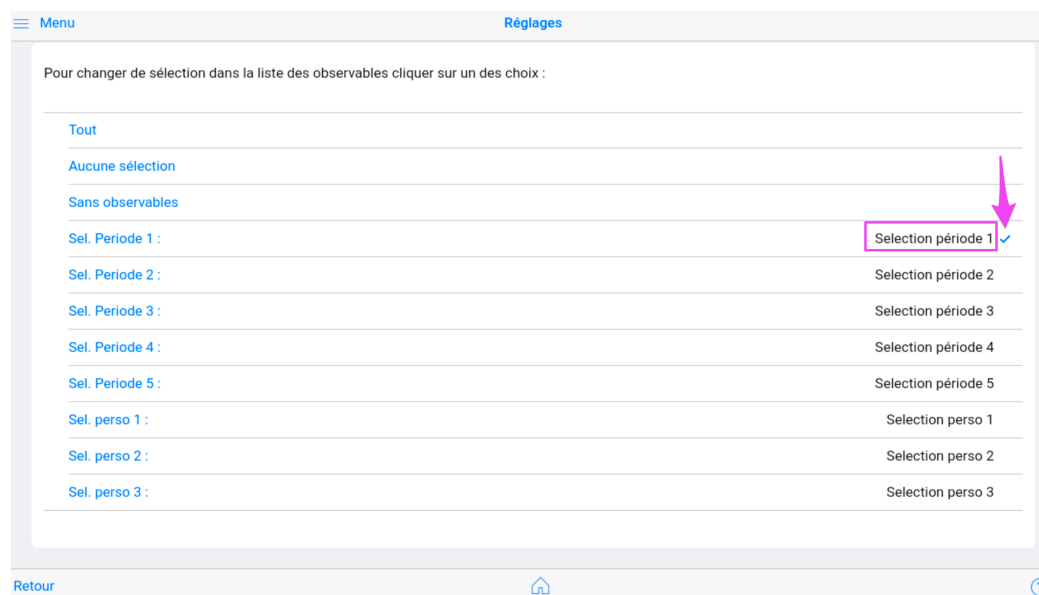 Menu
Réglages
Pour changer de sélection dans la liste des observables cliquer sur un des choix :
Tout
Aucune sélection
Sans observables
Sel. Periode 1 : Selection période 1
Sel. Periode 2 : Selection période 2
Sel. Periode 3 : Selection période 3
Sel. Periode 4 : Selection période 4
Sel. Periode 5 : Selection période 5
Sel. perso 1 : Selection perso 1
Sel. perso 2 : Selection perso 2
Sel. perso 3 : Selection perso 3
Retour